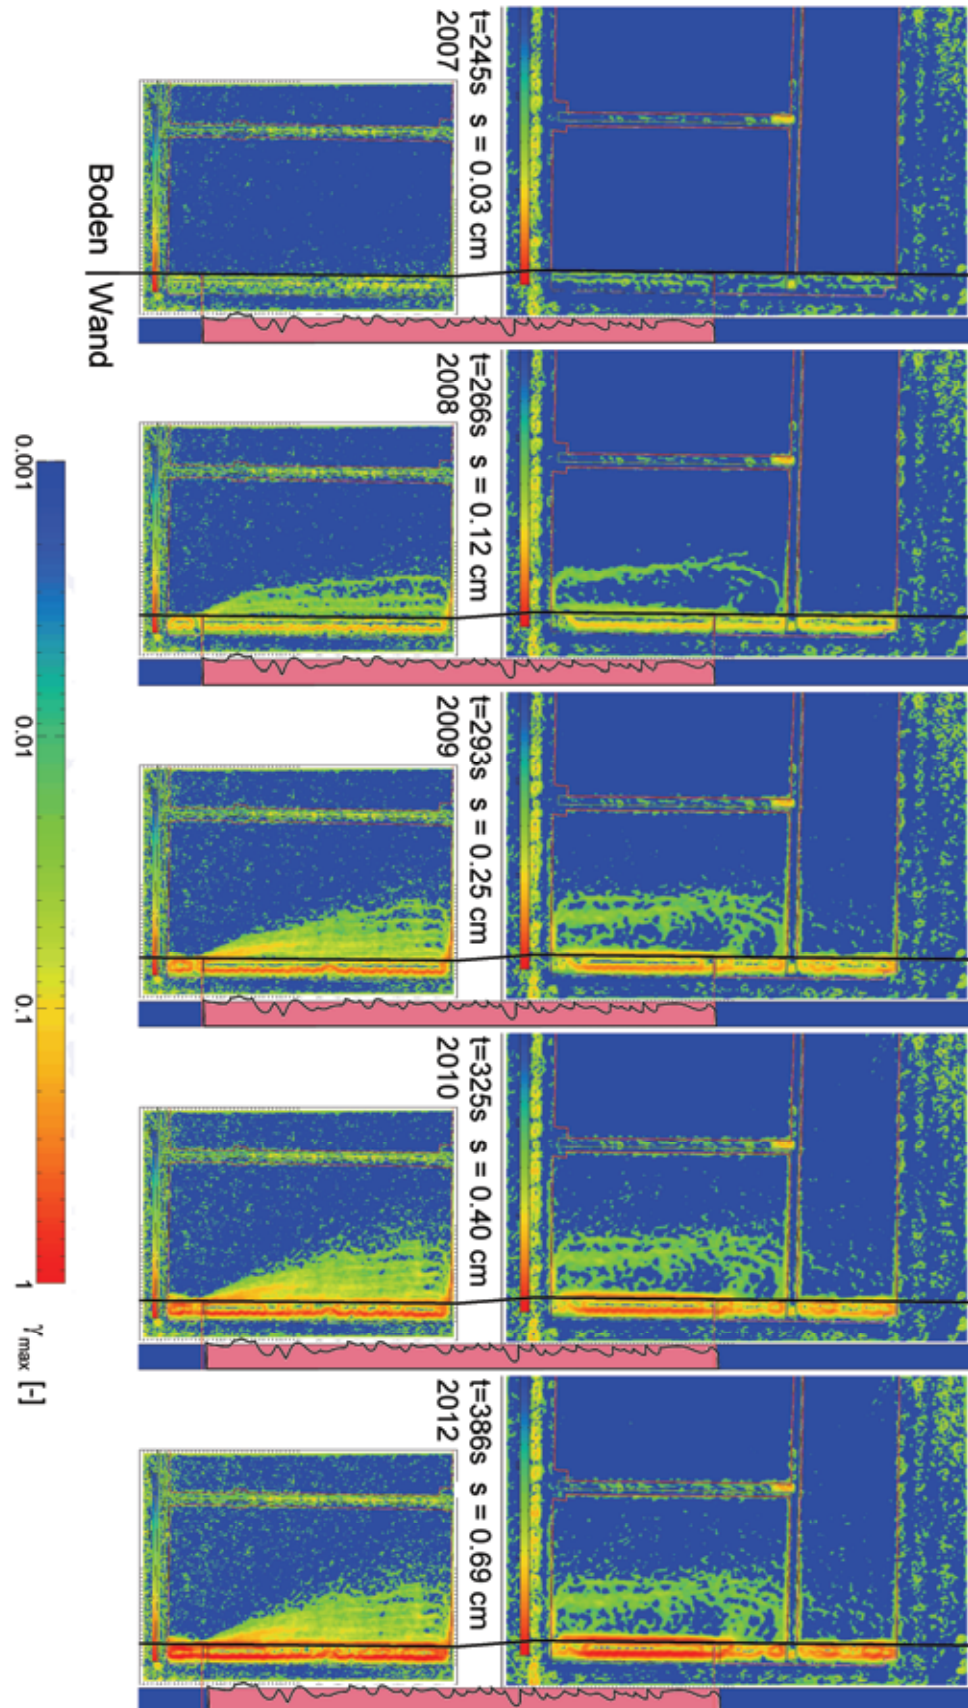 t=245s s = 0.03 cm
2007
Boden | Wand
t=266s s = 0.12 cm
2008
t=293s s = 0.25 cm
2009
t=325s s = 0.40 cm
2010
t=386s s = 0.69 cm
2012
0.001 0.01 0.1 1 γmax [-]